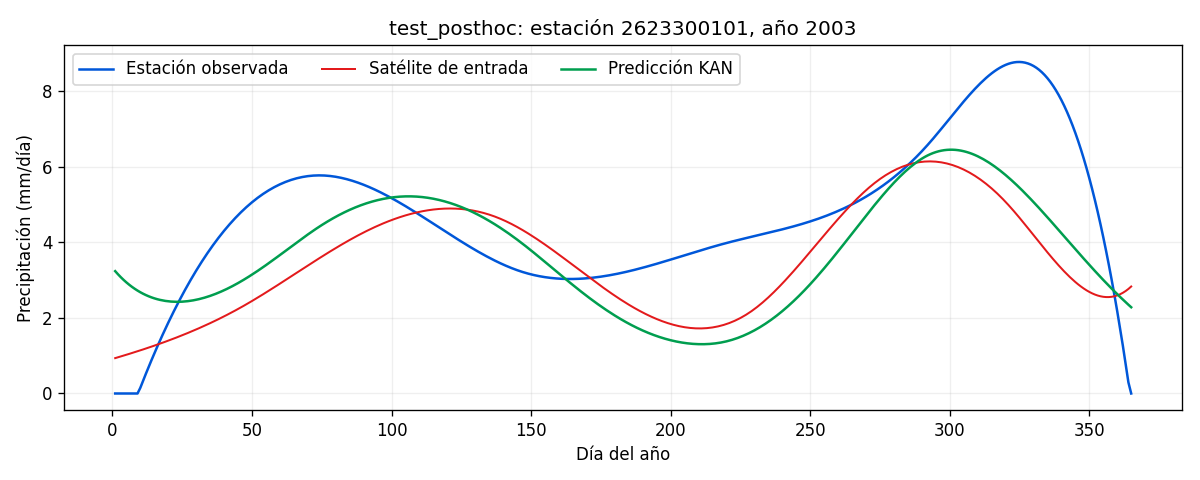 test_posthoc: estación 2623300101, año 2003
Estación observada
Satélite de entrada
Predicción KAN
Precipitación (mm/día)
8
6
4
2
0
0
50
100
150
200
250
300
350
Día del año